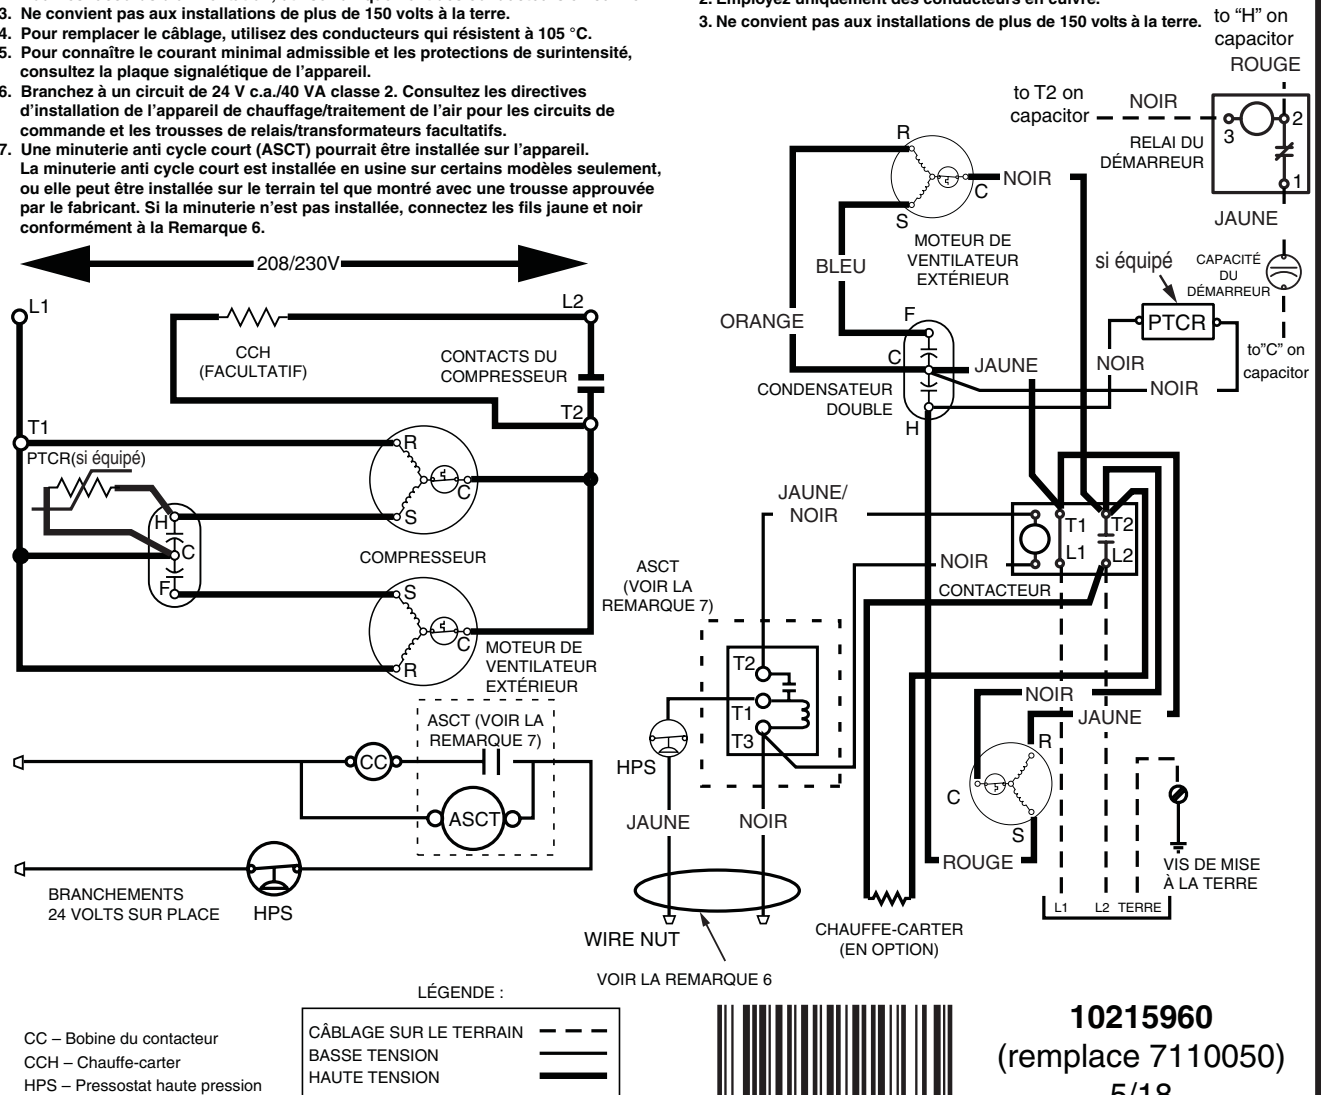 3. Ne convient pas aux installations de plus de 150 volts à la terre.
4. Pour remplacer le câblage, utilisez des conducteurs qui résistent à 105 °C.
5. Pour connaître le courant minimal admissible et les protections de surintensité,
consultez la plaque signalétique de l'appareil.
6. Branchez à un circuit de 24 V c.a./40 VA classe 2. Consultez les directives
d'installation de l'appareil de chauffage/traitement de l'air pour les circuits de
commande et les trousses de relais/transformateurs facultatifs.
7. Une minuterie anti cycle court (ASCT) pourrait être installée sur l'appareil.
La minuterie anti cycle court est installée en usine sur certains modèles seulement,
ou elle peut être installée sur le terrain tel que montré avec une trousse approuvée
par le fabricant. Si la minuterie n'est pas installée, connectez les fils jaune et noir
conformément à la Remarque 6.
2. Employez uniquement des conducteurs en cuivre.
3. Ne convient pas aux installations de plus de 150 volts à la terre.
208/230V
L1
L2
CCH
(FACULTATIF)
CONTACTS DU
COMPRESSEUR
T2
T1
PTCR(si équipé)
R
C
S
H
C
F
COMPRESSEUR
S
C
R
MOTEUR DE
VENTILATEUR
EXTÉRIEUR
ASCT (VOIR LA
REMARQUE 7)
CC
ASCT
BRANCHEMENTS
24 VOLTS SUR PLACE
HPS
to “H” on
capacitor
ROUGE
to T2 on
capacitor
NOIR
RELAI DU
DÉMARREUR
3
2
1
JAUNE
CAPACITÉ
DU
DÉMARREUR
to”C” on
capacitor
si équipé
PTCR
NOIR
NOIR
R
C
S
NOIR
MOTEUR DE
VENTILATEUR
EXTÉRIEUR
BLEU
ORANGE
F
C
H
JAUNE
CONDENSATEUR
DOUBLE
JAUNE/
NOIR
NOIR
T1
T2
L1
L2
CONTACTEUR
ASCT
(VOIR LA
REMARQUE 7)
T2
T1
T3
HPS
JAUNE
NOIR
WIRE NUT
VOIR LA REMARQUE 6
NOIR
JAUNE
R
C
S
ROUGE
CHAUFFE-CARTER
(EN OPTION)
VIS DE MISE
À LA TERRE
L1 L2 TERRE
LÉGENDE :
CC – Bobine du contacteur
CCH – Chauffe-carter
HPS – Pressostat haute pression
CÂBLAGE SUR LE TERRAIN
BASSE TENSION
HAUTE TENSION
10215960
(remplace 7110050)
5/18